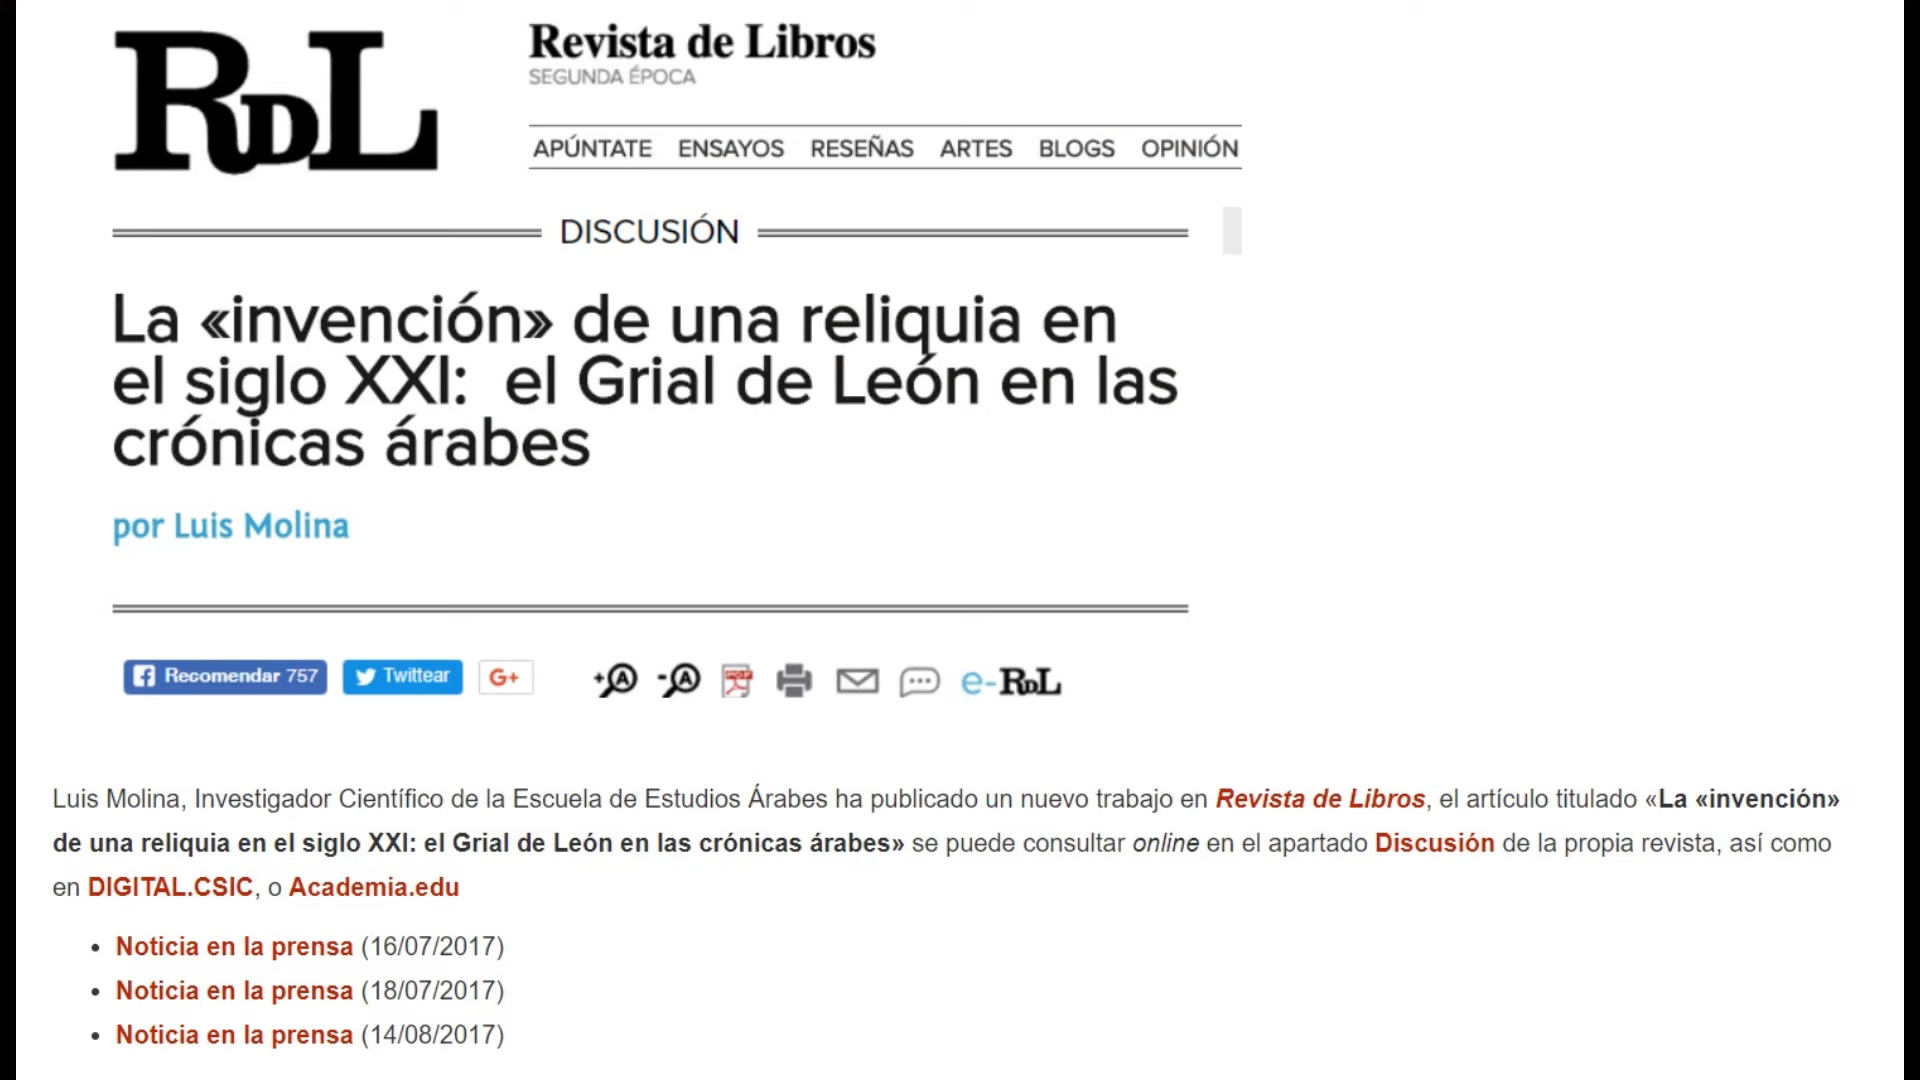 RDL
Revista de Libros
SEGUNDA ÉPOCA
APÚNTATE ENSAYOS RESEÑAS ARTES BLOGS OPINIÓN
DISCUSIÓN
La «invención» de una reliquia en
el siglo XXI: el Grial de León en las
crónicas árabes
por Luis Molina
Recomendar 757 Twittear G+ +A -A PDF e-RDL
Luis Molina, Investigador Científico de la Escuela de Estudios Árabes ha publicado un nuevo trabajo en Revista de Libros, el artículo titulado «La «invención»
de una reliquia en el siglo XXI: el Grial de León en las crónicas árabes» se puede consultar online en el apartado Discusión de la propia revista, así como
en DIGITAL.CSIC, o Academia.edu
• Noticia en la prensa (16/07/2017)
• Noticia en la prensa (18/07/2017)
• Noticia en la prensa (14/08/2017)